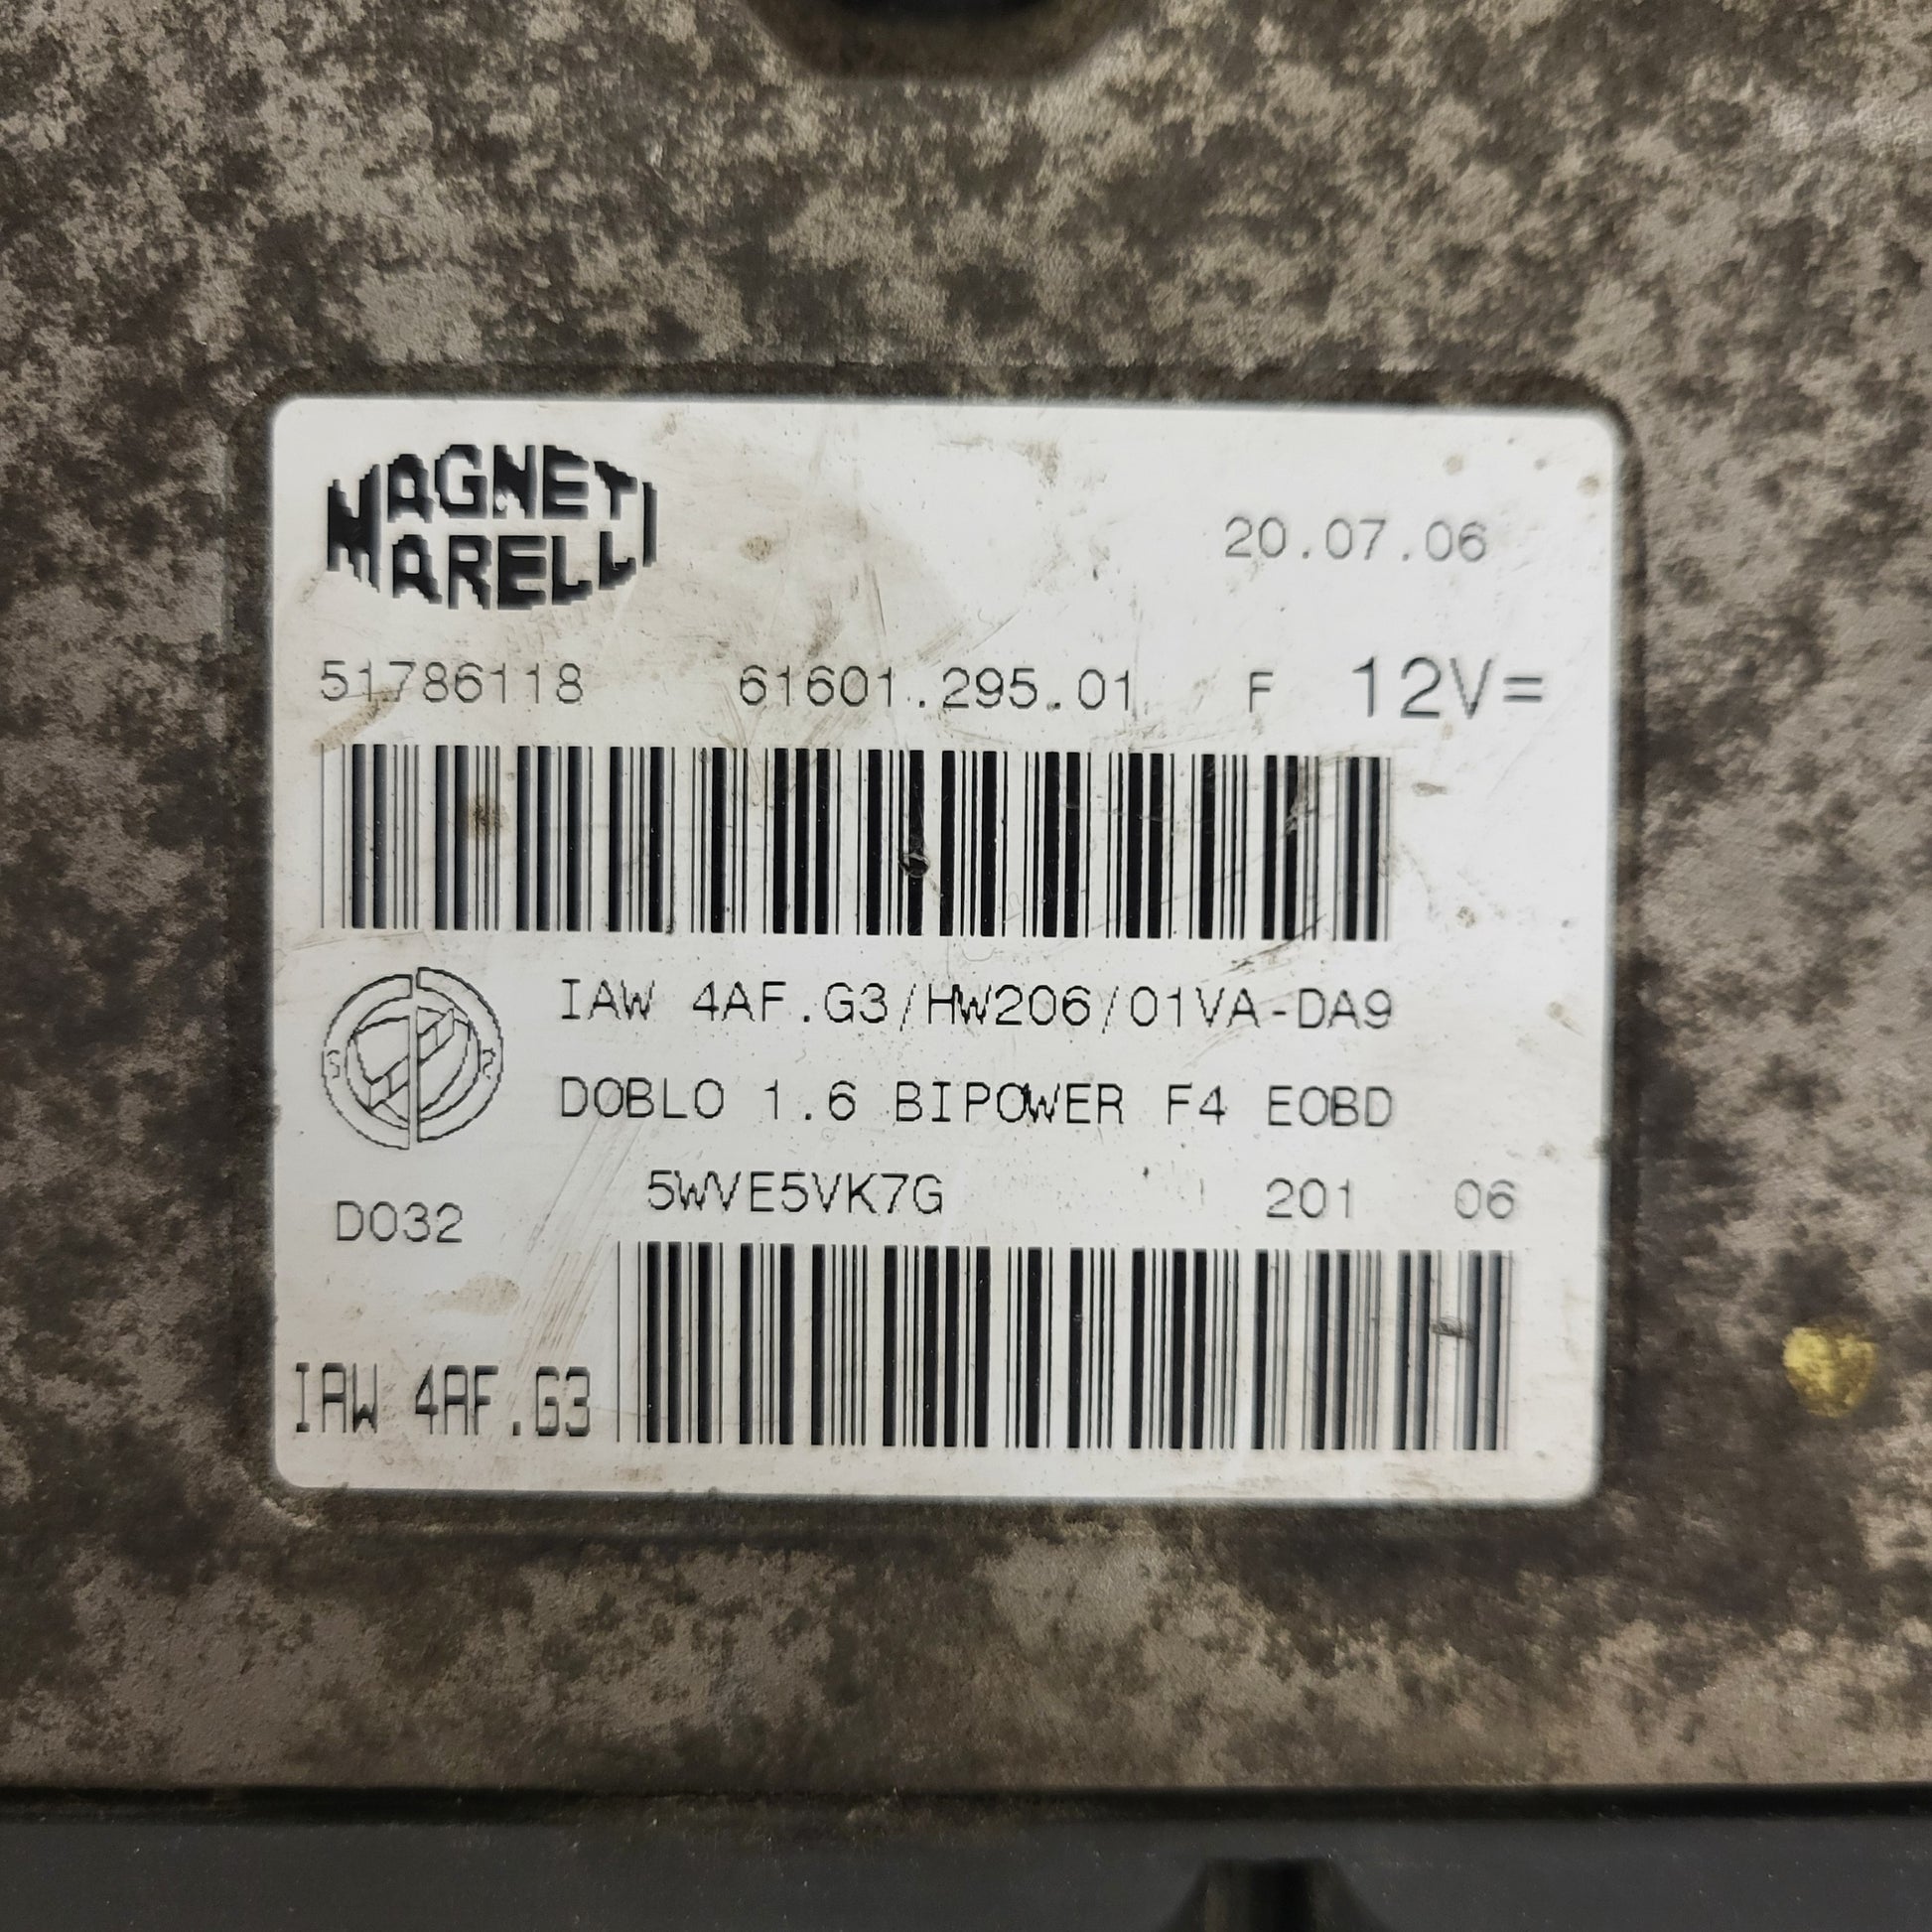 MAGNETI
MARELLI
20.07.06
51786118 61601.295.01 F 12V=
IAW 4AF.G3/HW206/01VA-DA9
DOBLO 1.6 BIPOWER F4 EOBD
S R
5WVE5VK7G 201 06
D032
IAW 4AF.G3